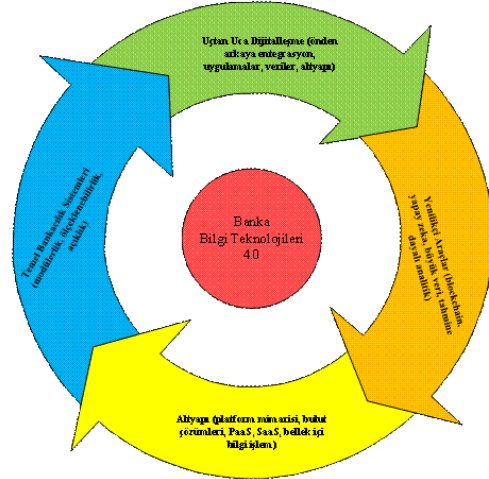 Uçtan Uca Dijitalleşme (önden
arkaya entegrasyon,
uygulamalar, veriler, altyapı)
Yenilikçi Araçlar (blockchain,
yapay zeka, büyük veri, tahmine
dayalı analitik)
Banka
Bilgi Teknolojileri
4.0
Temel Bankacılık Sistemleri
(modülerlik, ölçeklenebilirlik,
açıklık)
Altyapı (platform mimarisi, bulut
çözümleri, PaaS, SaaS, bellek içi
bilgi işlem)